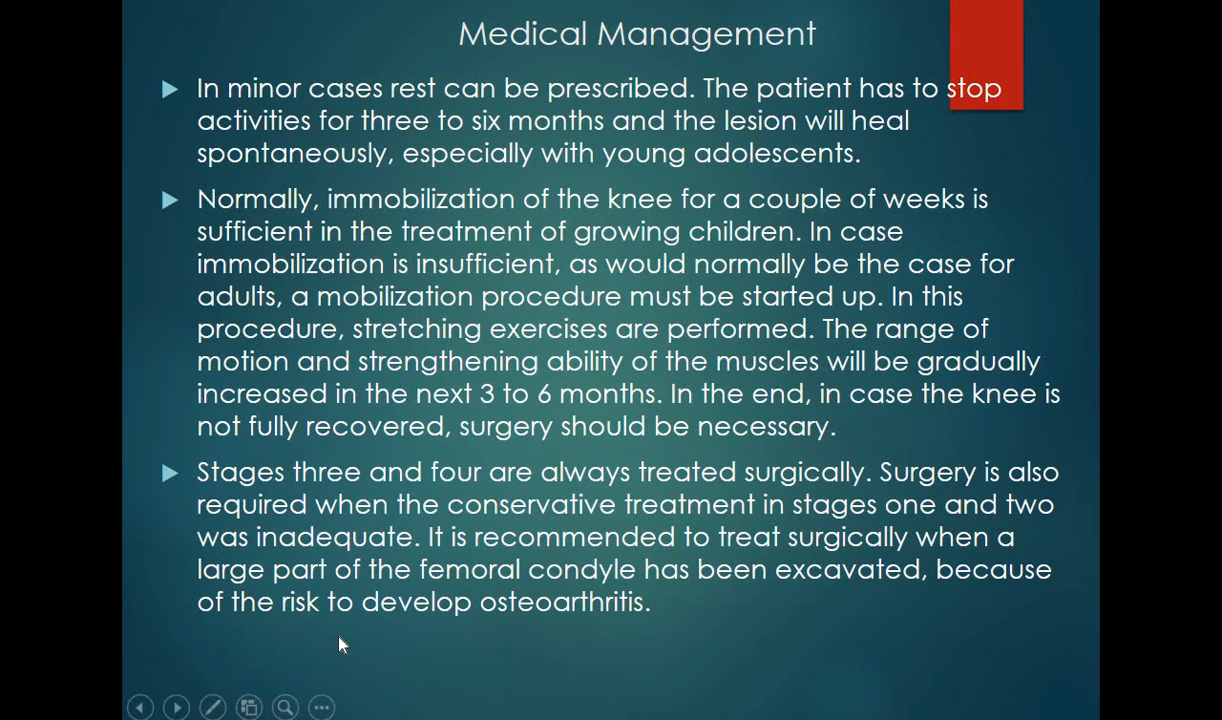 Medical Management
In minor cases rest can be prescribed. The patient has to stop
activities for three to six months and the lesion will heal
spontaneously, especially with young adolescents.
Normally, immobilization of the knee for a couple of weeks is
sufficient in the treatment of growing children. In case
immobilization is insufficient, as would normally be the case for
adults, a mobilization procedure must be started up. In this
procedure, stretching exercises are performed. The range of
motion and strengthening ability of the muscles will be gradually
increased in the next 3 to 6 months. In the end, in case the knee is
not fully recovered, surgery should be necessary.
Stages three and four are always treated surgically. Surgery is also
required when the conservative treatment in stages one and two
was inadequate. It is recommended to treat surgically when a
large part of the femoral condyle has been excavated, because
of the risk to develop osteoarthritis.